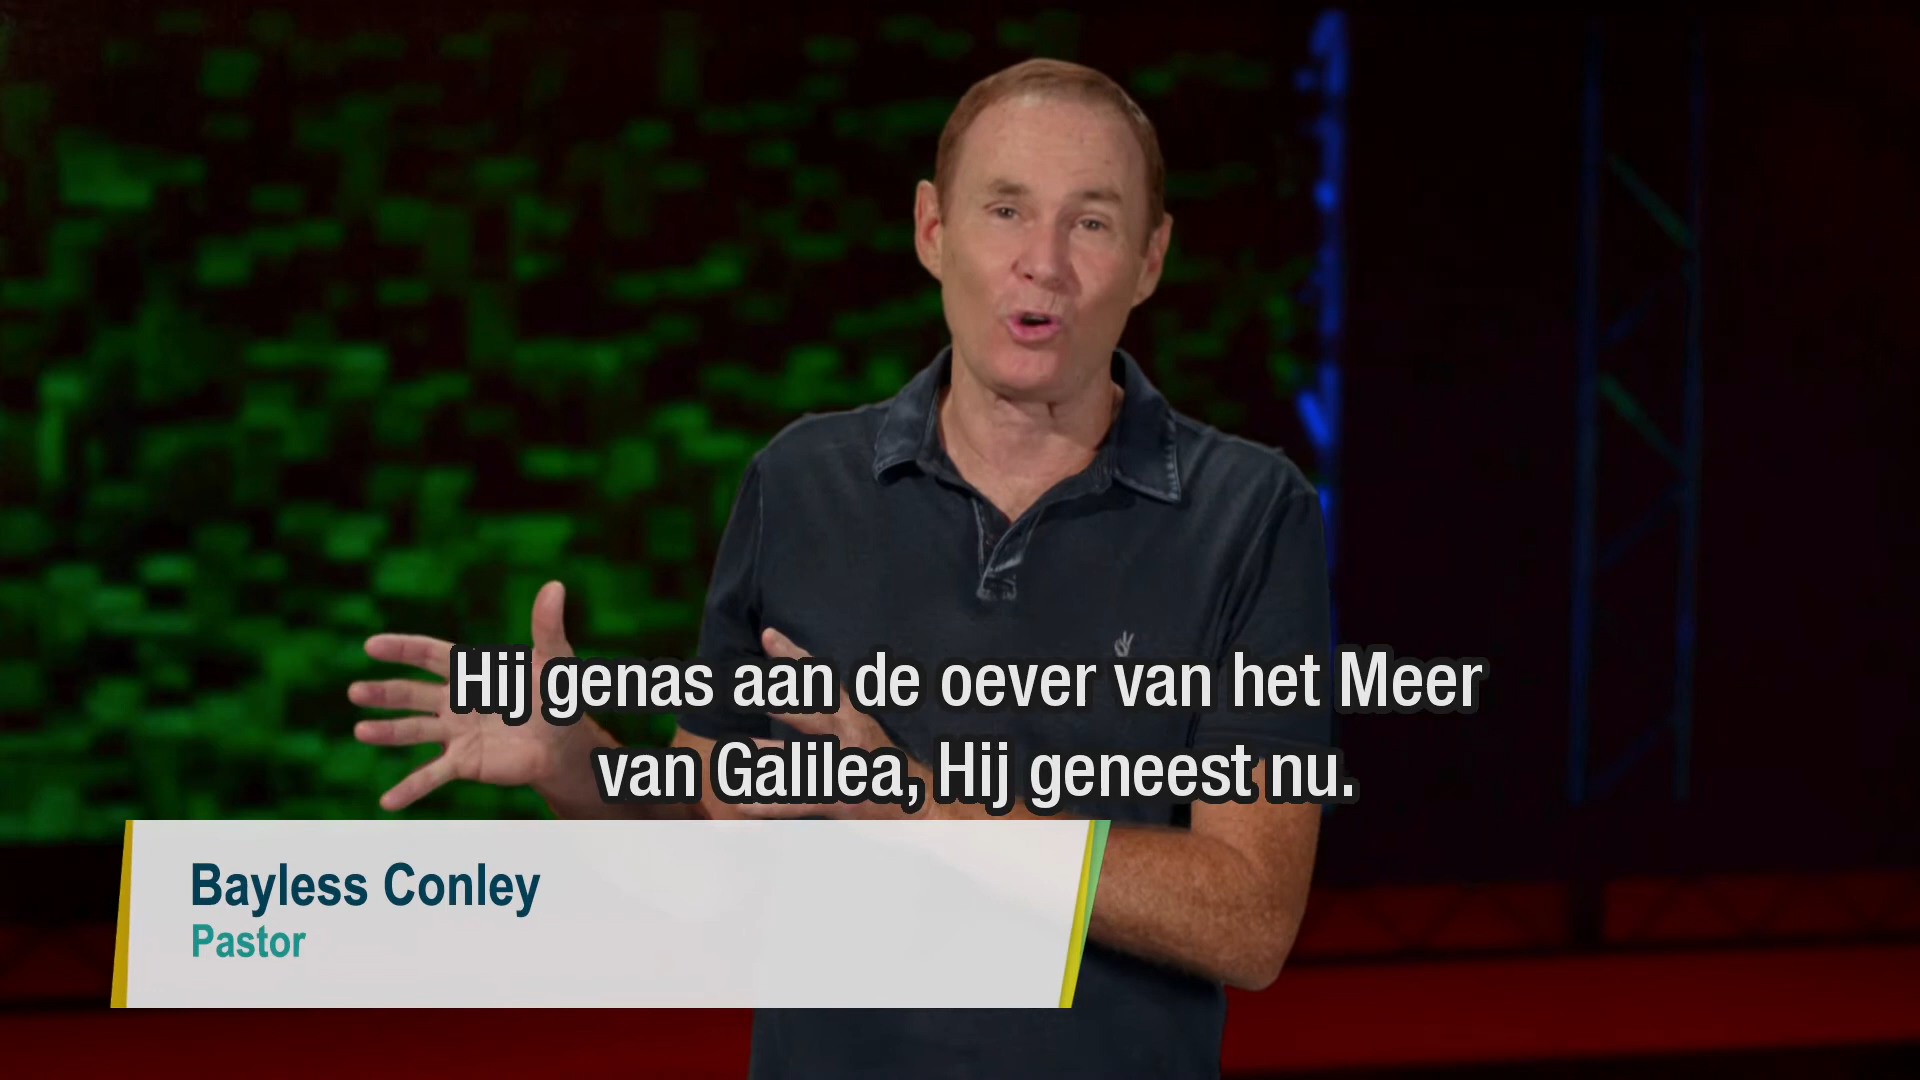 Hij genas aan de oever van het Meer
van Galilea, Hij geneest nu.
Bayless Conley
Pastor